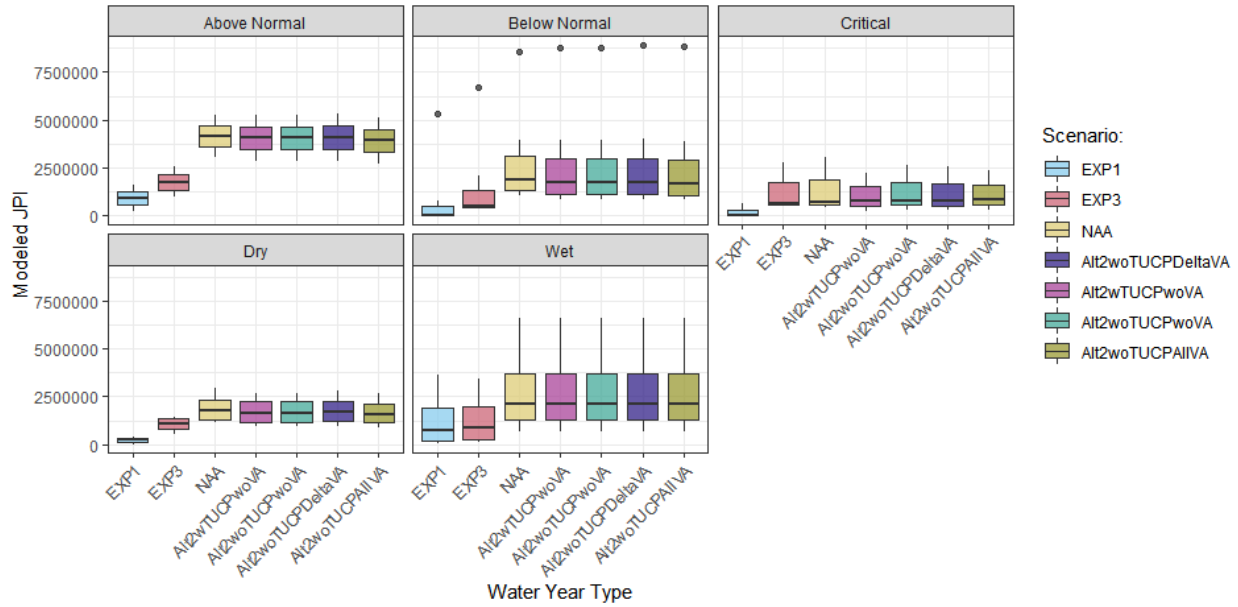 Above Normal
Below Normal
Critical
7500000
5000000
2500000
0
Modeled JPI
EXP1
EXP3
NAA
Alt2wTUCPwoVA
Alt2woTUCPwoVA
Alt2woTUCPDeltaVA
Alt2woTUCPAllVA
Dry
Wet
7500000
5000000
2500000
0
EXP1
EXP3
NAA
Alt2wTUCPwoVA
Alt2woTUCPwoVA
Alt2woTUCPDeltaVA
Alt2woTUCPAllVA
EXP1
EXP3
NAA
Alt2wTUCPwoVA
Alt2woTUCPwoVA
Alt2woTUCPDeltaVA
Alt2woTUCPAllVA
Water Year Type
Scenario:
EXP1
EXP3
NAA
Alt2woTUCPDeltaVA
Alt2wTUCPwoVA
Alt2woTUCPwoVA
Alt2woTUCPAllVA